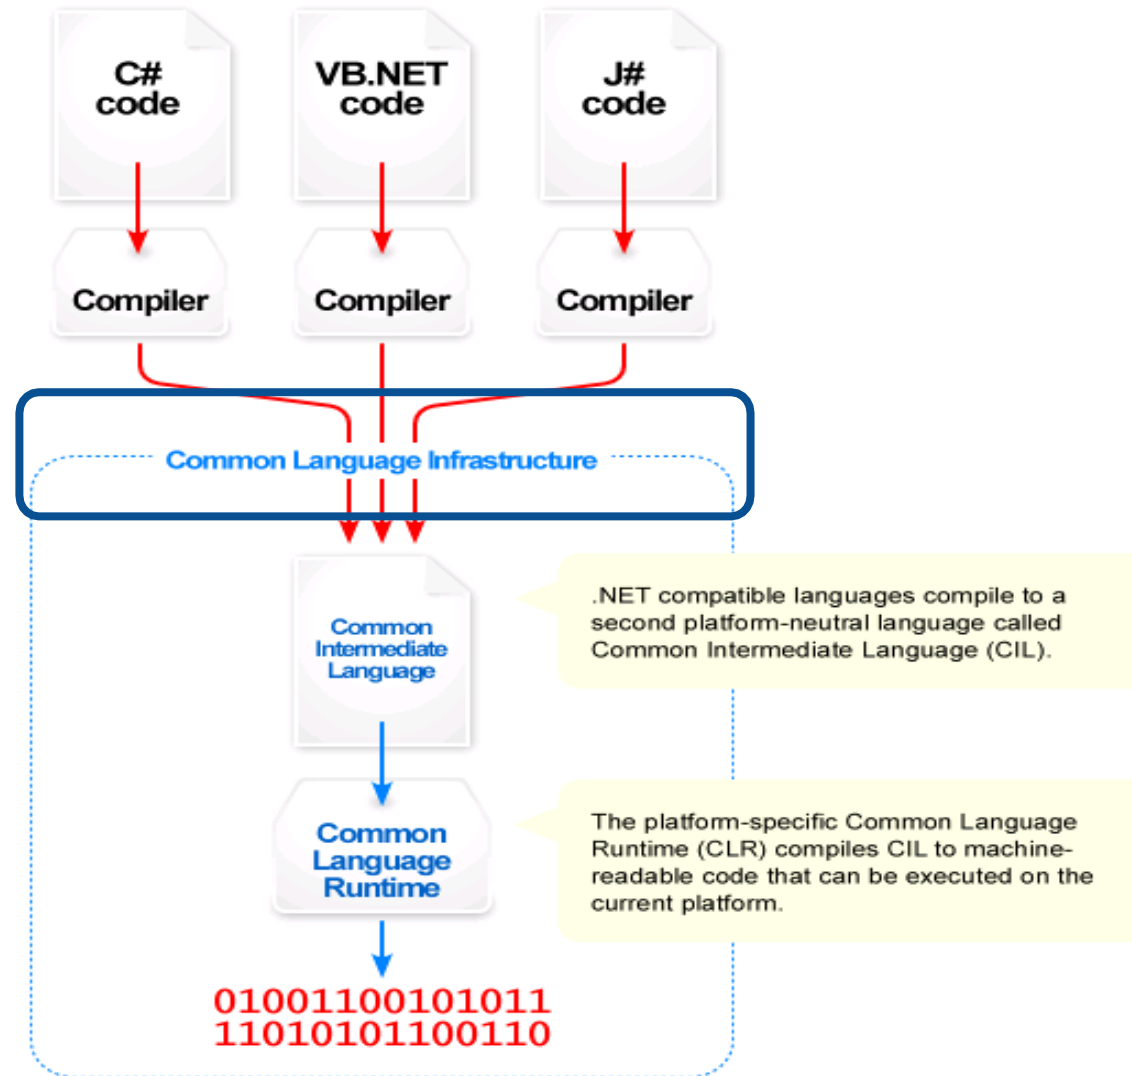 C#
code
VB.NET
code
J#
code
Compiler
Compiler
Compiler
Common Language Infrastructure
Common
Intermediate
Language
.NET compatible languages compile to a
second platform-neutral language called
Common Intermediate Language (CIL).
Common
Language
Runtime
The platform-specific Common Language
Runtime (CLR) compiles CIL to machine-
readable code that can be executed on the
current platform.
01001100101011
11010101100110